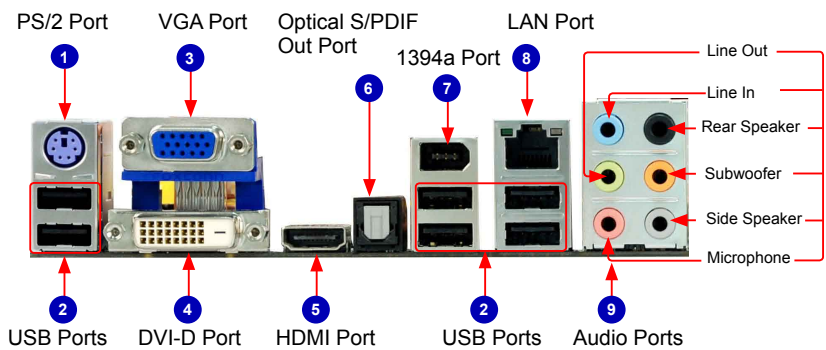 PS/2 Port
VGA Port
Optical S/PDIF
Out Port
LAN Port
1394a Port
Line Out
Line In
Rear Speaker
Subwoofer
Side Speaker
Microphone
1
3
6
7
8
2
4
5
2
9
USB Ports
DVI-D Port
HDMI Port
USB Ports
Audio Ports